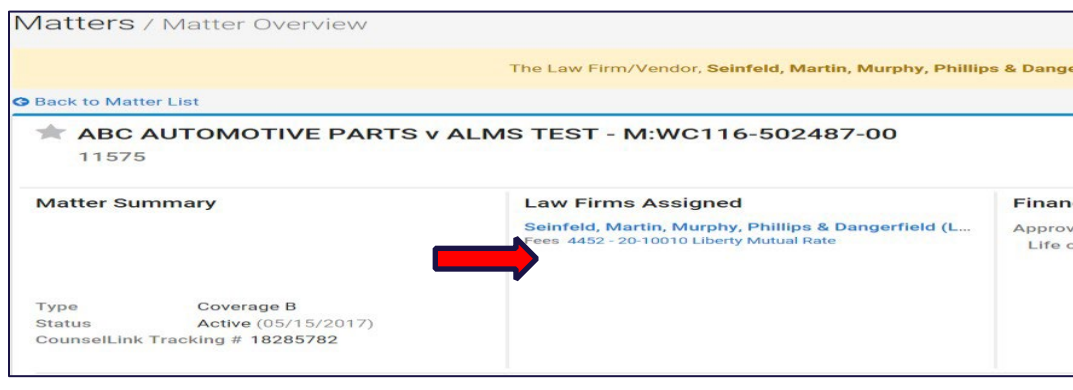 Matters / Matter Overview
The Law Firm/Vendor, Seinfeld, Martin, Murphy, Phillips & Dange
Back to Matter List
ABC AUTOMOTIVE PARTS v ALMS TEST - M:WC116-502487-00
11575
Matter Summary
Law Firms Assigned
Finan
Seinfeld, Martin, Murphy, Phillips & Dangerfield (L...
Approv
Fees 4452 - 20-10010 Liberty Mutual Rate
Life
Type Coverage B
Status Active (05/15/2017)
CounselLink Tracking # 18285782